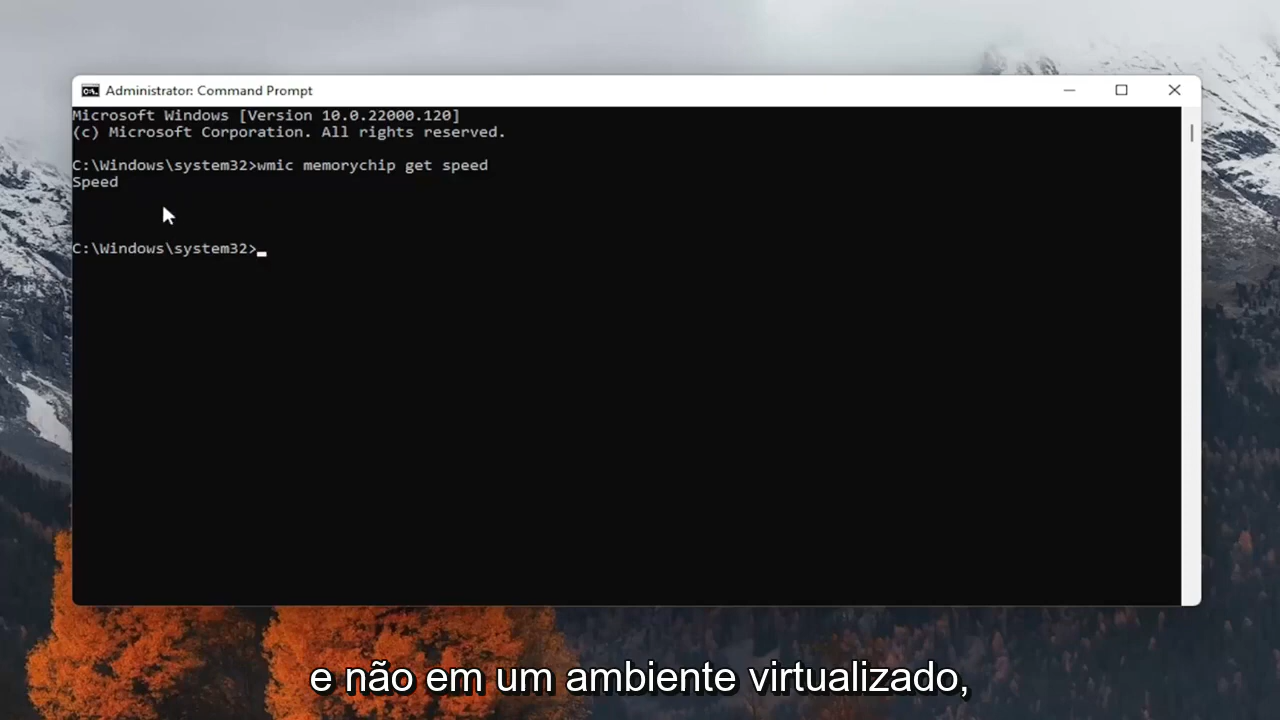 Administrator: Command Prompt
Microsoft Windows [Version 10.0.22000.120]
(c) Microsoft Corporation. All rights reserved.
C:\Windows\system32>wmic memorychip get speed
Speed
C:\Windows\system32>
e não em um ambiente virtualizado,